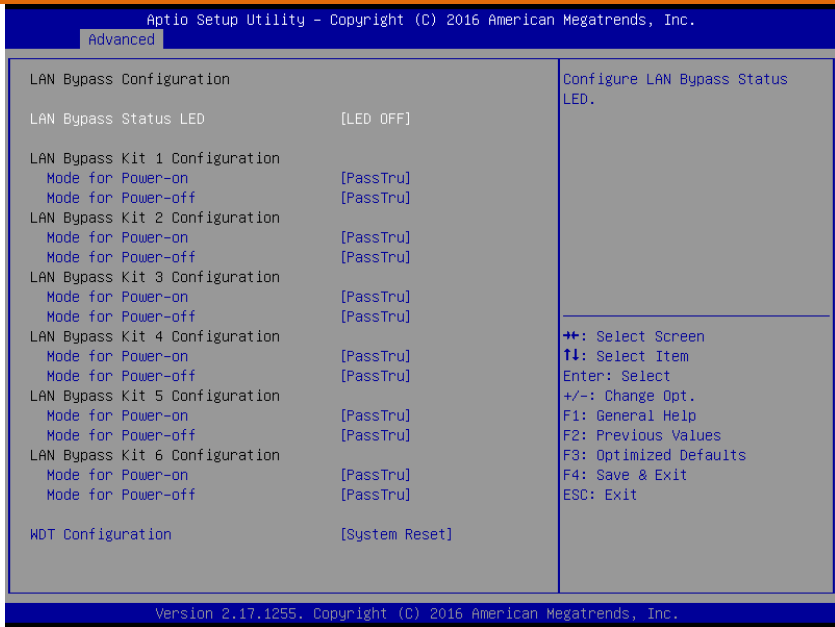 Aptio Setup Utility – Copyright (C) 2016 American Megatrends, Inc.
Advanced
LAN Bypass Configuration
LAN Bypass Status LED [LED OFF]
LAN Bypass Kit 1 Configuration
Mode for Power-on [PassTru]
Mode for Power-off [PassTru]
LAN Bypass Kit 2 Configuration
Mode for Power-on [PassTru]
Mode for Power-off [PassTru]
LAN Bypass Kit 3 Configuration
Mode for Power-on [PassTru]
Mode for Power-off [PassTru]
LAN Bypass Kit 4 Configuration
Mode for Power-on [PassTru]
Mode for Power-off [PassTru]
LAN Bypass Kit 5 Configuration
Mode for Power-on [PassTru]
Mode for Power-off [PassTru]
LAN Bypass Kit 6 Configuration
Mode for Power-on [PassTru]
Mode for Power-off [PassTru]
WDT Configuration [System Reset]
Configure LAN Bypass Status
LED.
→←: Select Screen
↑↓: Select Item
Enter: Select
+/-: Change Opt.
F1: General Help
F2: Previous Values
F3: Optimized Defaults
F4: Save & Exit
ESC: Exit
Version 2.17.1255. Copyright (C) 2016 American Megatrends, Inc.